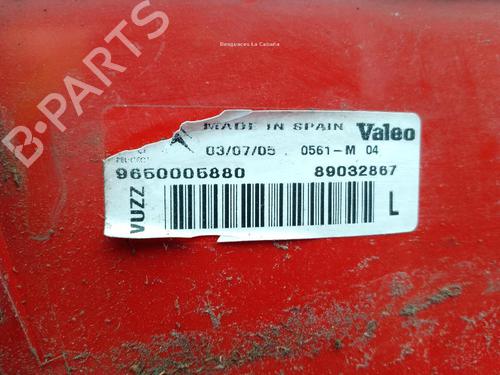 Desguaces La Cabaña
B-PARTS
MADE IN SPAIN Valeo
03/07/05 0561-M 04
9650005880 89032867
VUZZ
L